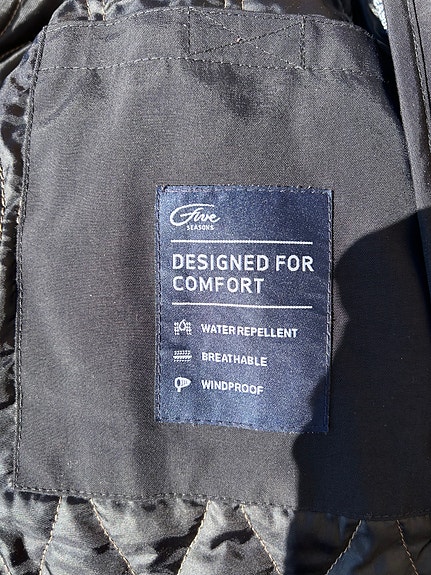 Five
SEASONS
DESIGNED FOR
COMFORT
WATER REPELLENT
BREATHABLE
WINDPROOF